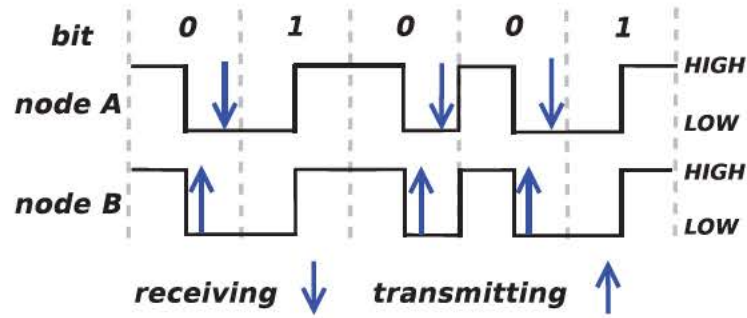 bit 0 1 0 0 1
HIGH
node A
LOW
HIGH
node B
LOW
receiving transmitting